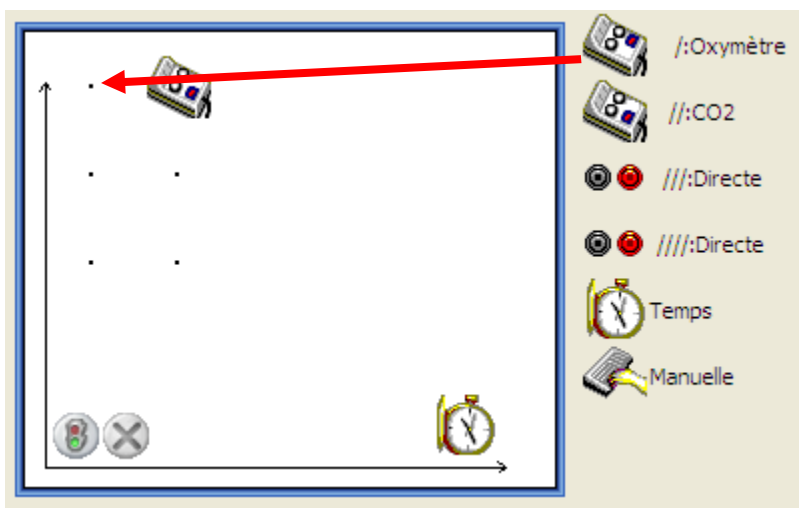 /:Oxymètre
//:CO2
///:Directe
////:Directe
Temps
Manuelle